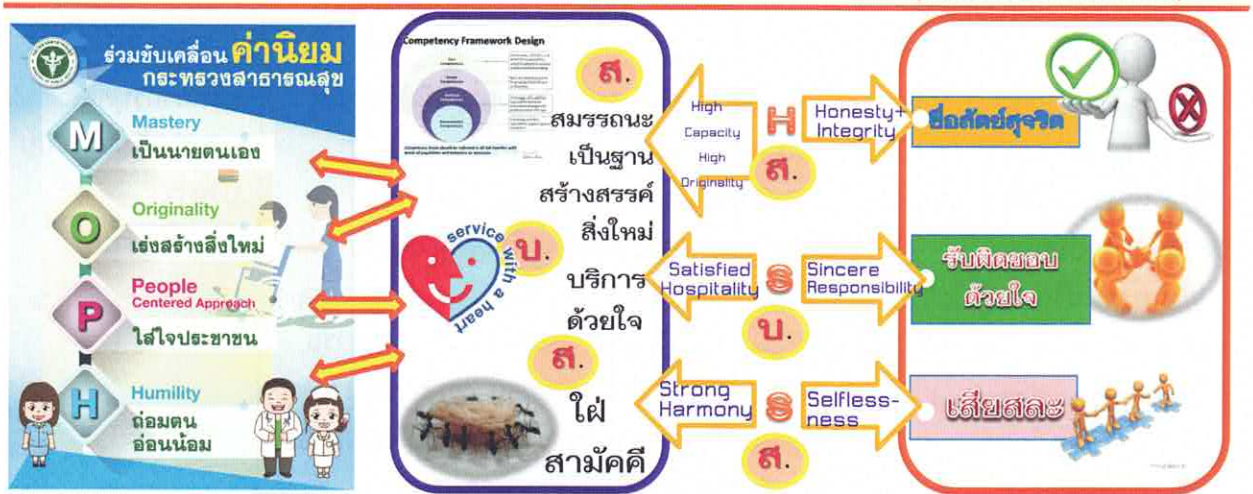 ร่วมขับเคลื่อน ค่านิยม
กระทรวงสาธารณสุข
M
Mastery
เป็นนายตนเอง
O
Originality
เร่งสร้างสิ่งใหม่
P
People
Centered Approach
ใส่ใจประชาชน
H
Humility
ถ่อมตน
อ่อนน้อม
Competency Framework Design
ส.
สมรรถนะ
เป็นฐาน
สร้างสรรค์
สิ่งใหม่
service with a heart
บ.
บริการ
ด้วยใจ
ส.
ใฝ่
สามัคคี
High
Capacity
High
Originality
H
ส.
Honesty+
Integrity
Satisfied
Hospitality
S
บ.
Sincere
Responsibility
Strong
Harmony
S
ส.
Selfless-
ness
ซื่อสัตย์สุจริต
รับผิดชอบ
ด้วยใจ
เสียสละ